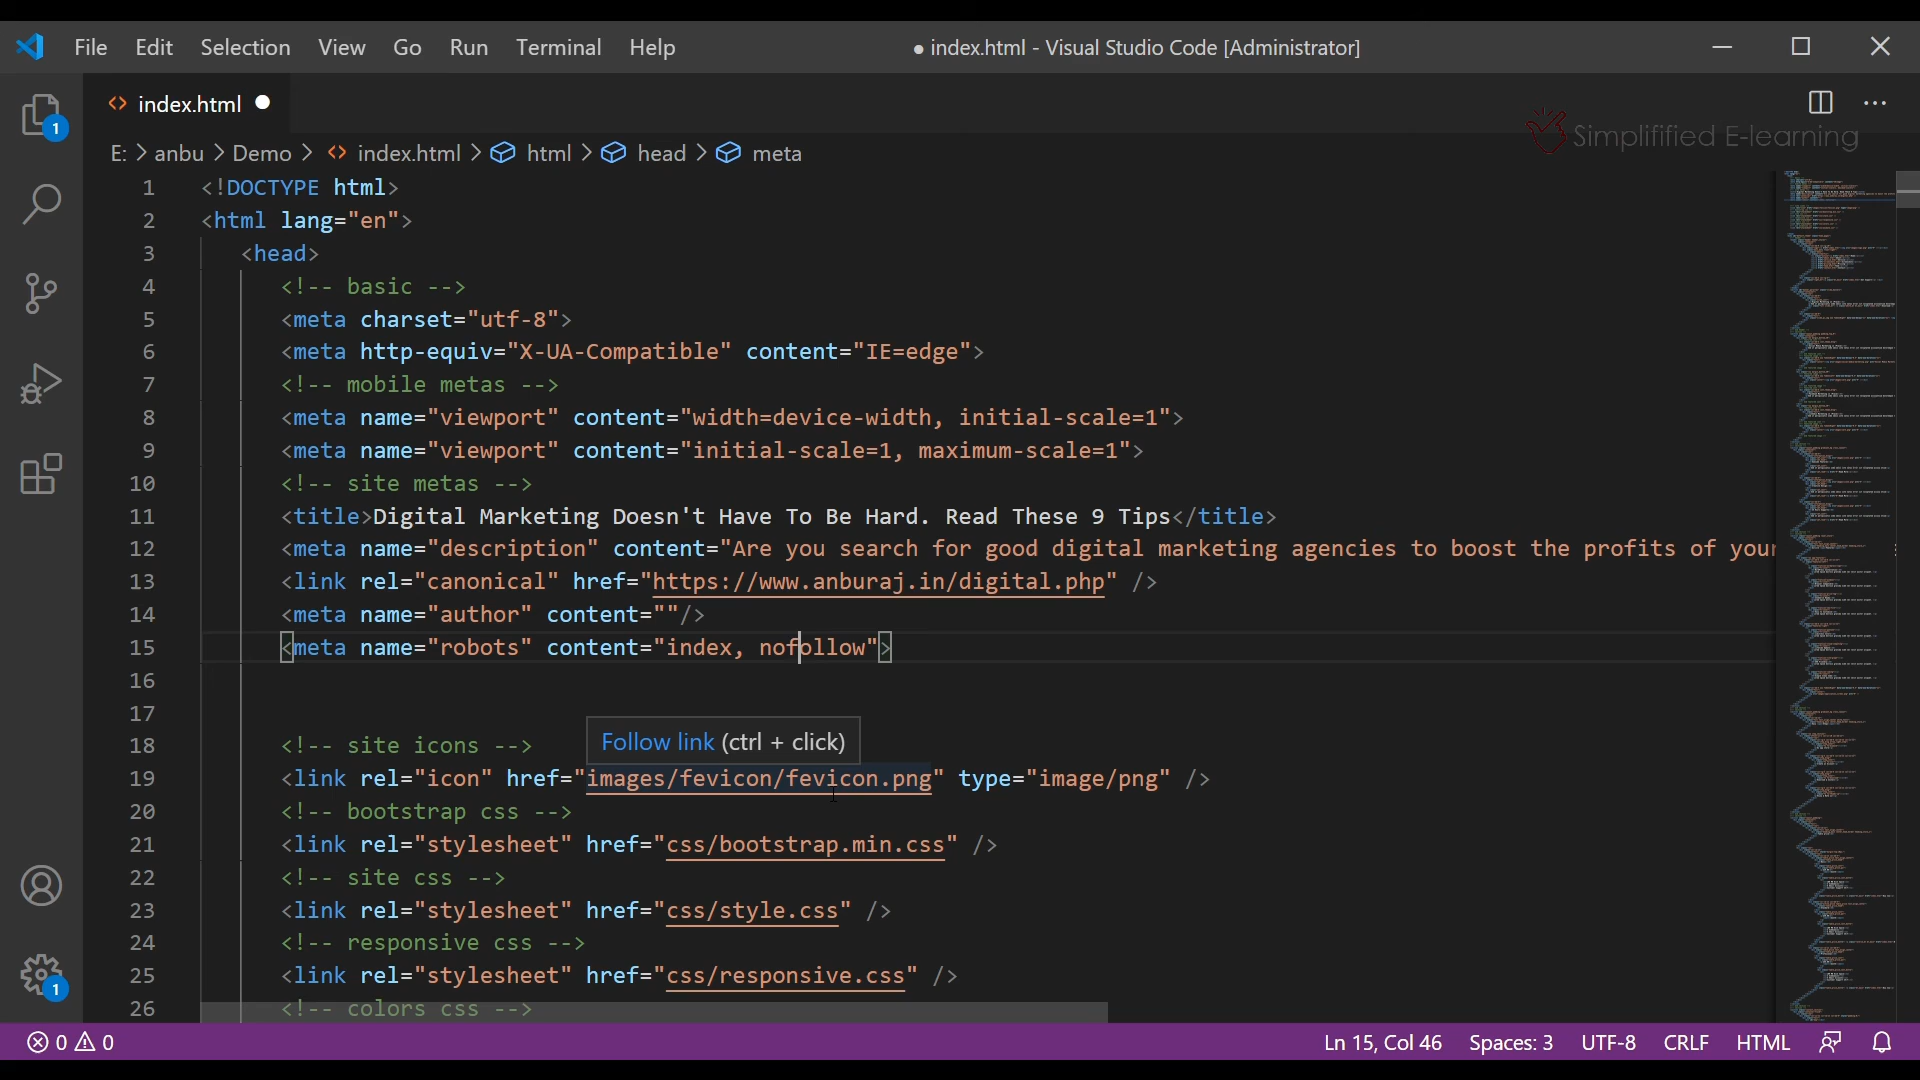 File Edit Selection View Go Run Terminal Help ● index.html - Visual Studio Code [Administrator]
<> index.html ●
Simplifified E-learning
E: > anbu > Demo > <> index.html > html > head > meta
1 <!DOCTYPE html>
2 <html lang="en">
3 <head>
4 <!-- basic -->
5 <meta charset="utf-8">
6 <meta http-equiv="X-UA-Compatible" content="IE=edge">
7 <!-- mobile metas -->
8 <meta name="viewport" content="width=device-width, initial-scale=1">
9 <meta name="viewport" content="initial-scale=1, maximum-scale=1">
10 <!-- site metas -->
11 <title>Digital Marketing Doesn't Have To Be Hard. Read These 9 Tips</title>
12 <meta name="description" content="Are you search for good digital marketing agencies to boost the profits of your
13 <link rel="canonical" href="https://www.anburaj.in/digital.php" />
14 <meta name="author" content=""/>
15 <meta name="robots" content="index, nofollow">
16
17
Follow link (ctrl + click)
18 <!-- site icons -->
19 <link rel="icon" href="images/fevicon/fevicon.png" type="image/png" />
20 <!-- bootstrap css -->
21 <link rel="stylesheet" href="css/bootstrap.min.css" />
22 <!-- site css -->
23 <link rel="stylesheet" href="css/style.css" />
24 <!-- responsive css -->
25 <link rel="stylesheet" href="css/responsive.css" />
26 <!-- colors css -->
1
1
0 0 Ln 15, Col 46 Spaces: 3 UTF-8 CRLF HTML